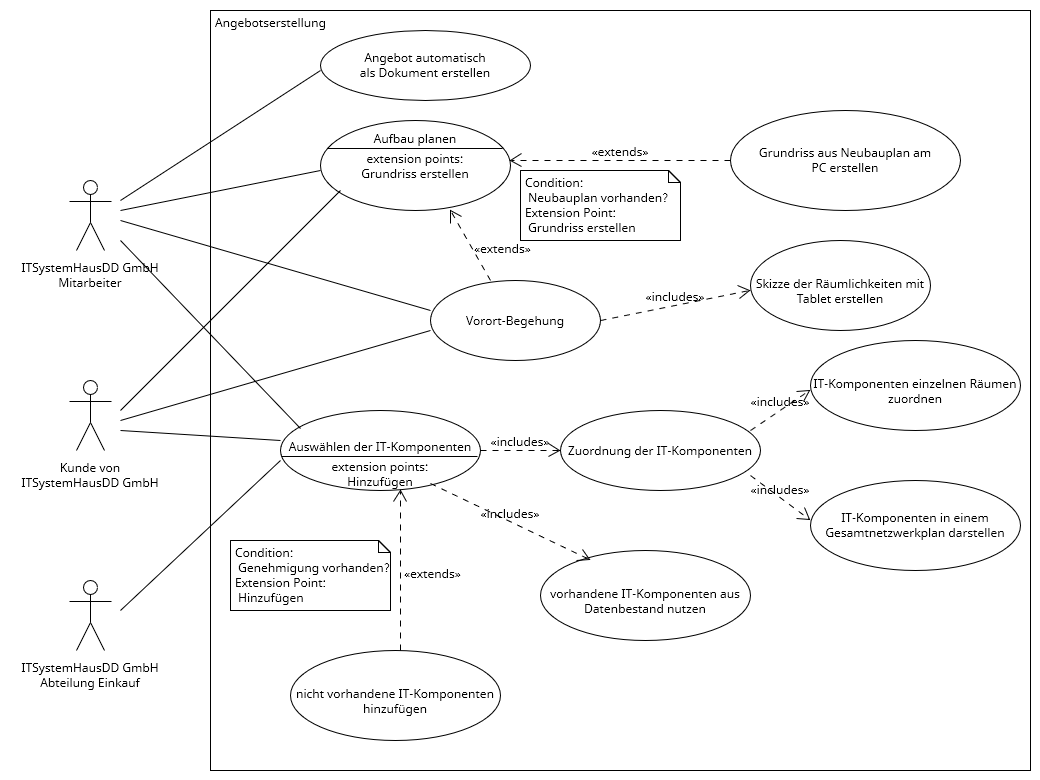 Angebotserstellung
Angebot automatisch
als Dokument erstellen
Aufbau planen
extension points:
Grundriss erstellen
«extends»
Grundriss aus Neubauplan am
PC erstellen
Condition:
Neubauplan vorhanden?
Extension Point:
Grundriss erstellen
ITSystemHausDD GmbH
Mitarbeiter
«extends»
Vorort-Begehung
«includes»
Skizze der Räumlichkeiten mit
Tablet erstellen
Kunde von
ITSystemHausDD GmbH
Auswählen der IT-Komponenten
extension points:
Hinzufügen
«includes»
Zuordnung der IT-Komponenten
«includes»
IT-Komponenten einzelnen Räumen
zuordnen
«includes»
IT-Komponenten in einem
Gesamtnetzwerkplan darstellen
«includes»
vorhandene IT-Komponenten aus
Datenbestand nutzen
Condition:
Genehmigung vorhanden?
Extension Point:
Hinzufügen
«extends»
ITSystemHausDD GmbH
Abteilung Einkauf
nicht vorhandene IT-Komponenten
hinzufügen